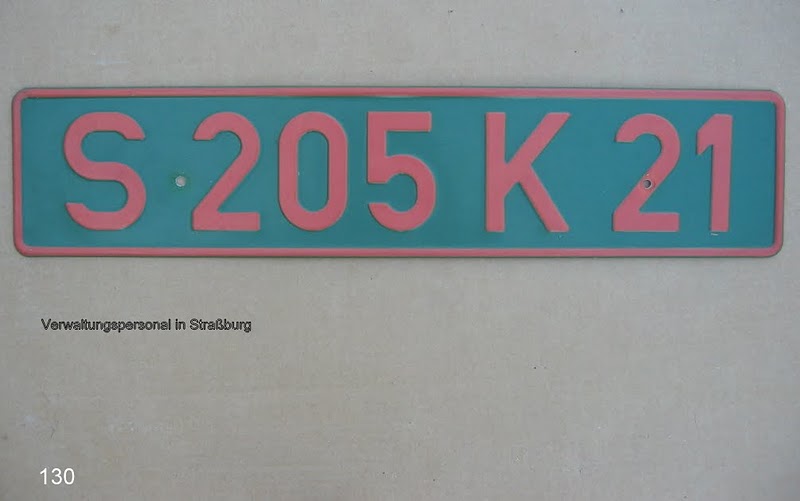 S 205 K 21
Verwaltungspersonal in Straßburg
130